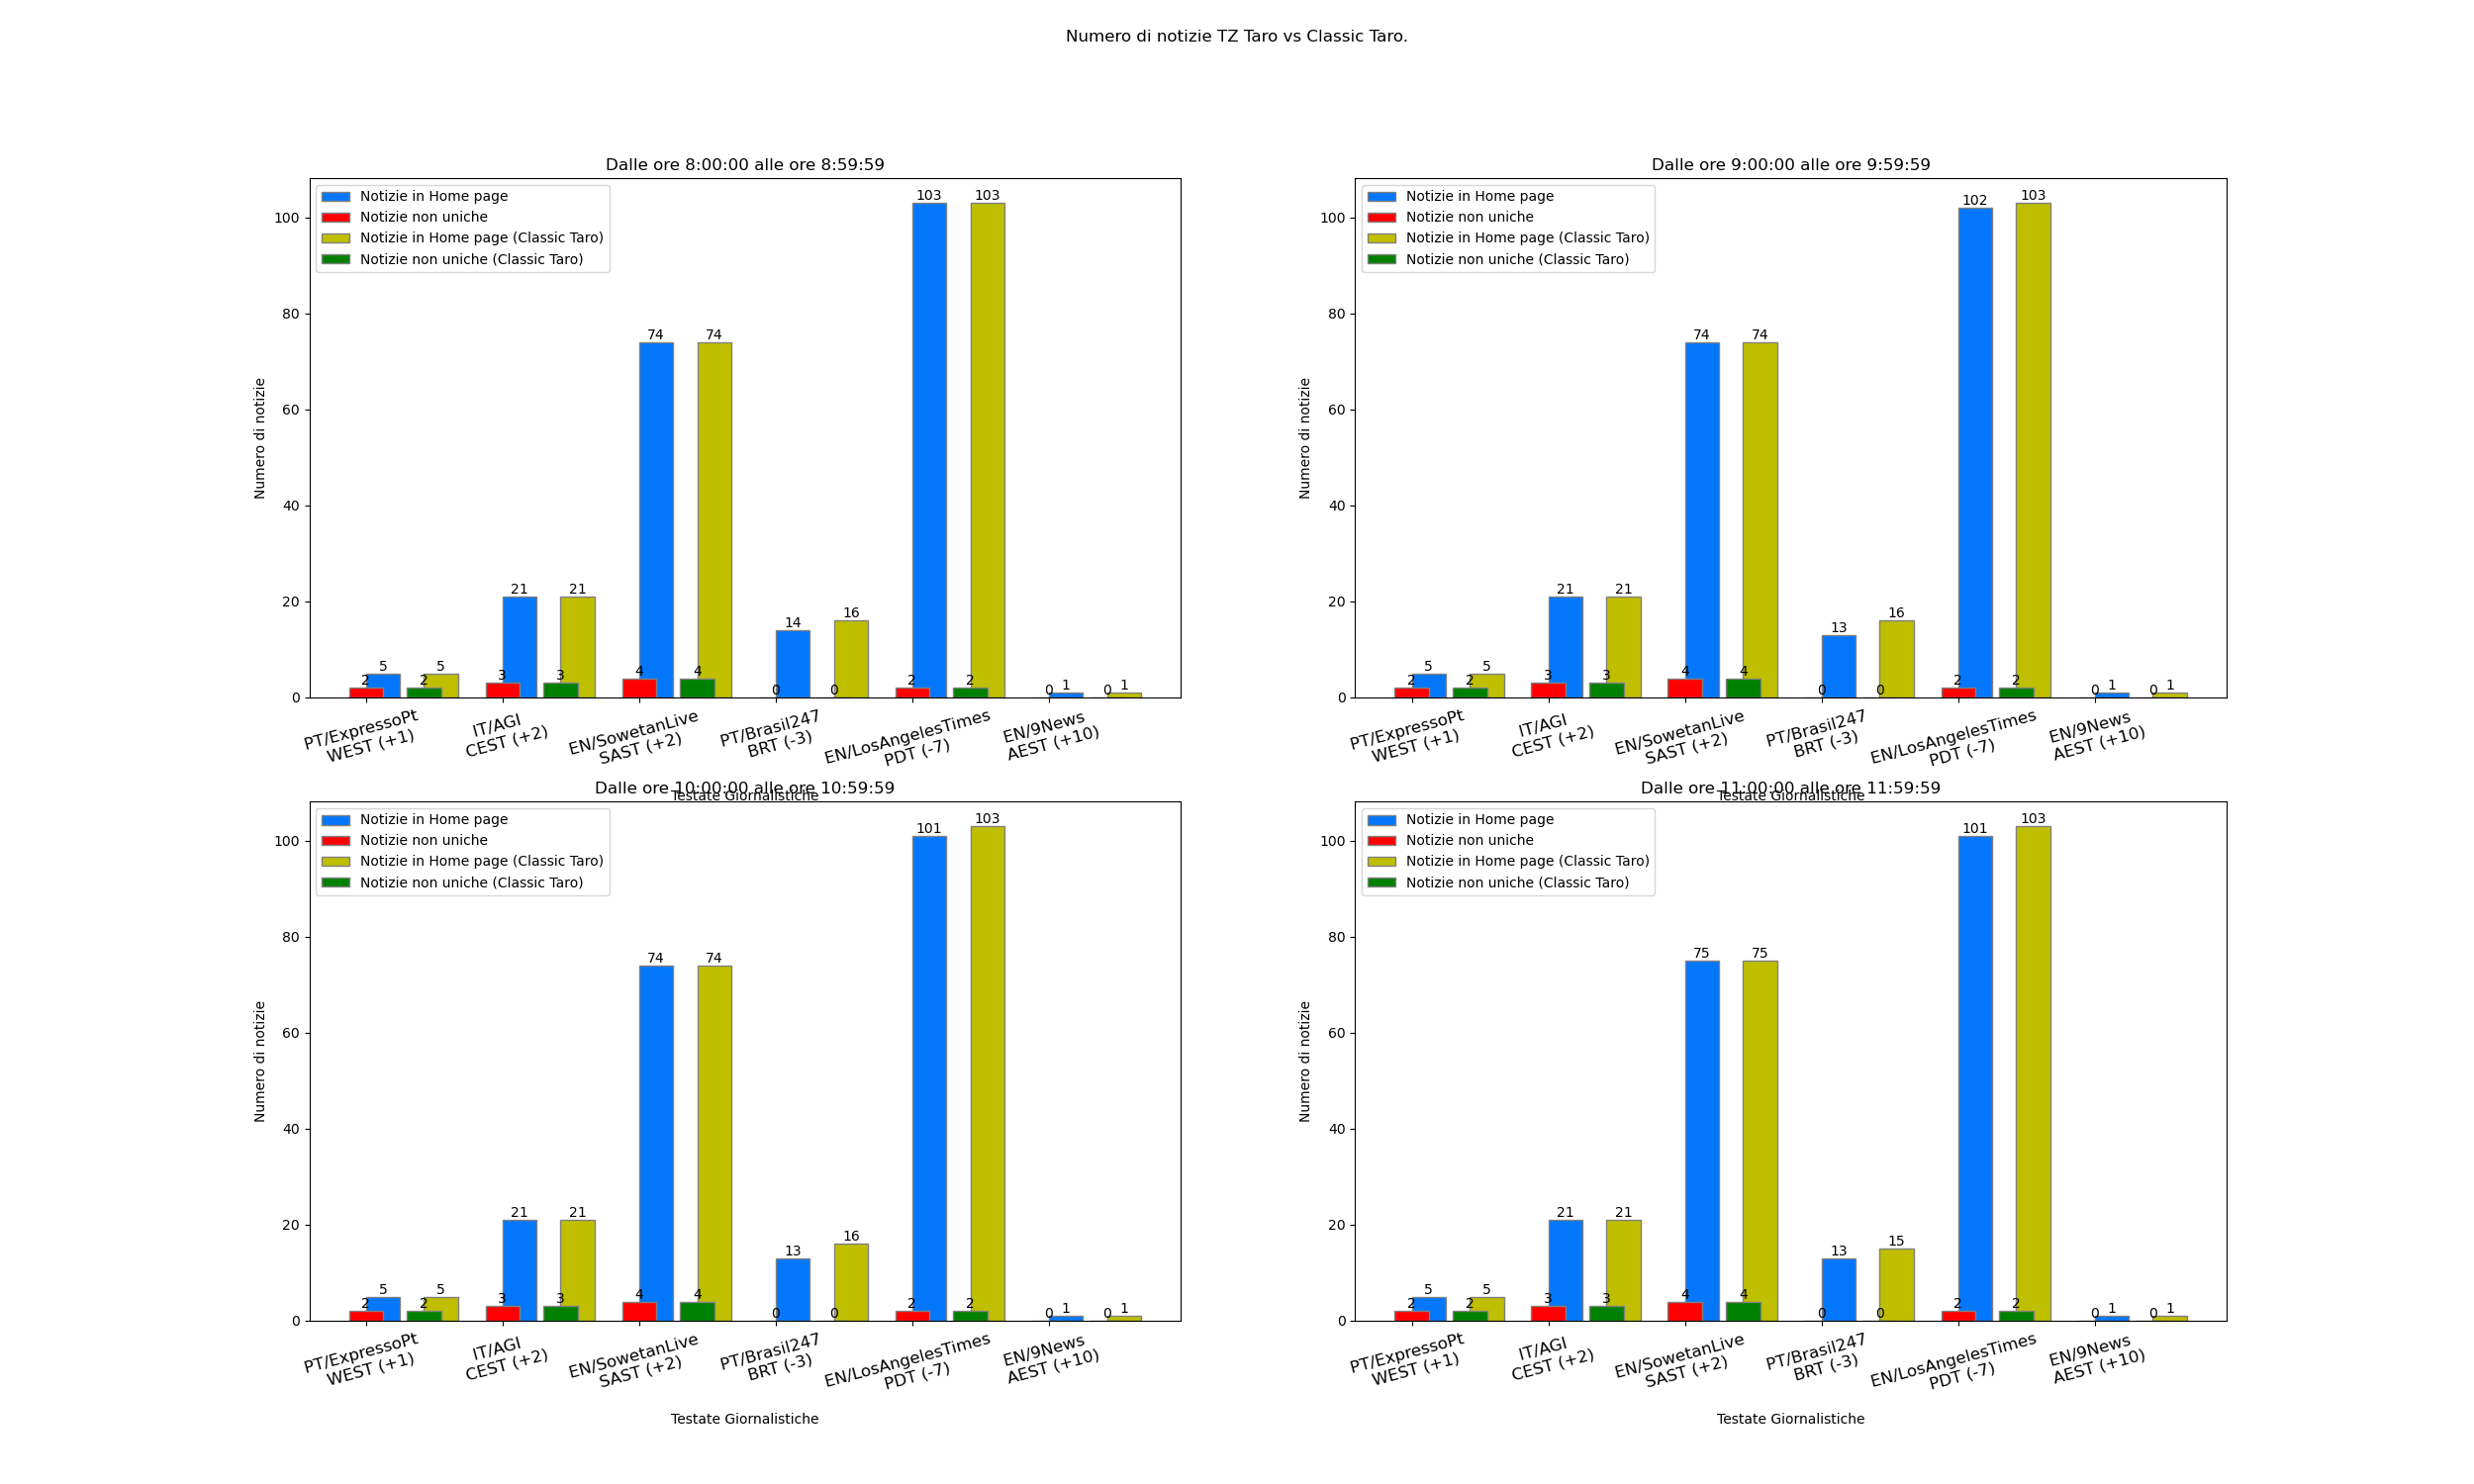 Numero di notizie TZ Taro vs Classic Taro.
Dalle ore 8:00:00 alle ore 8:59:59
Notizie in Home page
Notizie non uniche
Notizie in Home page (Classic Taro)
Notizie non uniche (Classic Taro)
Numero di notizie
100
80
60
40
20
0
5
5
2
2
21
21
3
3
74
74
4
4
14
16
0
0
103
103
2
2
1
1
0
0
PT/ExpressoPt
WEST (+1)
IT/AGI
CEST (+2)
EN/SowetanLive
SAST (+2)
PT/Brasil247
BRT (-3)
EN/LosAngelesTimes
PDT (-7)
EN/9News
AEST (+10)
Testate Giornalistiche
Dalle ore 9:00:00 alle ore 9:59:59
Notizie in Home page
Notizie non uniche
Notizie in Home page (Classic Taro)
Notizie non uniche (Classic Taro)
Numero di notizie
100
80
60
40
20
0
5
5
2
2
21
21
3
3
74
74
4
4
13
16
0
0
102
103
2
2
1
1
0
0
PT/ExpressoPt
WEST (+1)
IT/AGI
CEST (+2)
EN/SowetanLive
SAST (+2)
PT/Brasil247
BRT (-3)
EN/LosAngelesTimes
PDT (-7)
EN/9News
AEST (+10)
Testate Giornalistiche
Dalle ore 10:00:00 alle ore 10:59:59
Notizie in Home page
Notizie non uniche
Notizie in Home page (Classic Taro)
Notizie non uniche (Classic Taro)
Numero di notizie
100
80
60
40
20
0
5
5
2
2
21
21
3
3
74
74
4
4
13
16
0
0
101
103
2
2
1
1
0
0
PT/ExpressoPt
WEST (+1)
IT/AGI
CEST (+2)
EN/SowetanLive
SAST (+2)
PT/Brasil247
BRT (-3)
EN/LosAngelesTimes
PDT (-7)
EN/9News
AEST (+10)
Testate Giornalistiche
Dalle ore 11:00:00 alle ore 11:59:59
Notizie in Home page
Notizie non uniche
Notizie in Home page (Classic Taro)
Notizie non uniche (Classic Taro)
Numero di notizie
100
80
60
40
20
0
5
5
2
2
21
21
3
3
75
75
4
4
13
15
0
0
101
103
2
2
1
1
0
0
PT/ExpressoPt
WEST (+1)
IT/AGI
CEST (+2)
EN/SowetanLive
SAST (+2)
PT/Brasil247
BRT (-3)
EN/LosAngelesTimes
PDT (-7)
EN/9News
AEST (+10)
Testate Giornalistiche